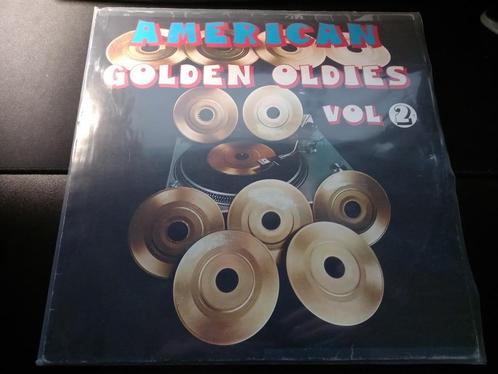 AMERICAN
GOLDEN OLDIES
VOL 2